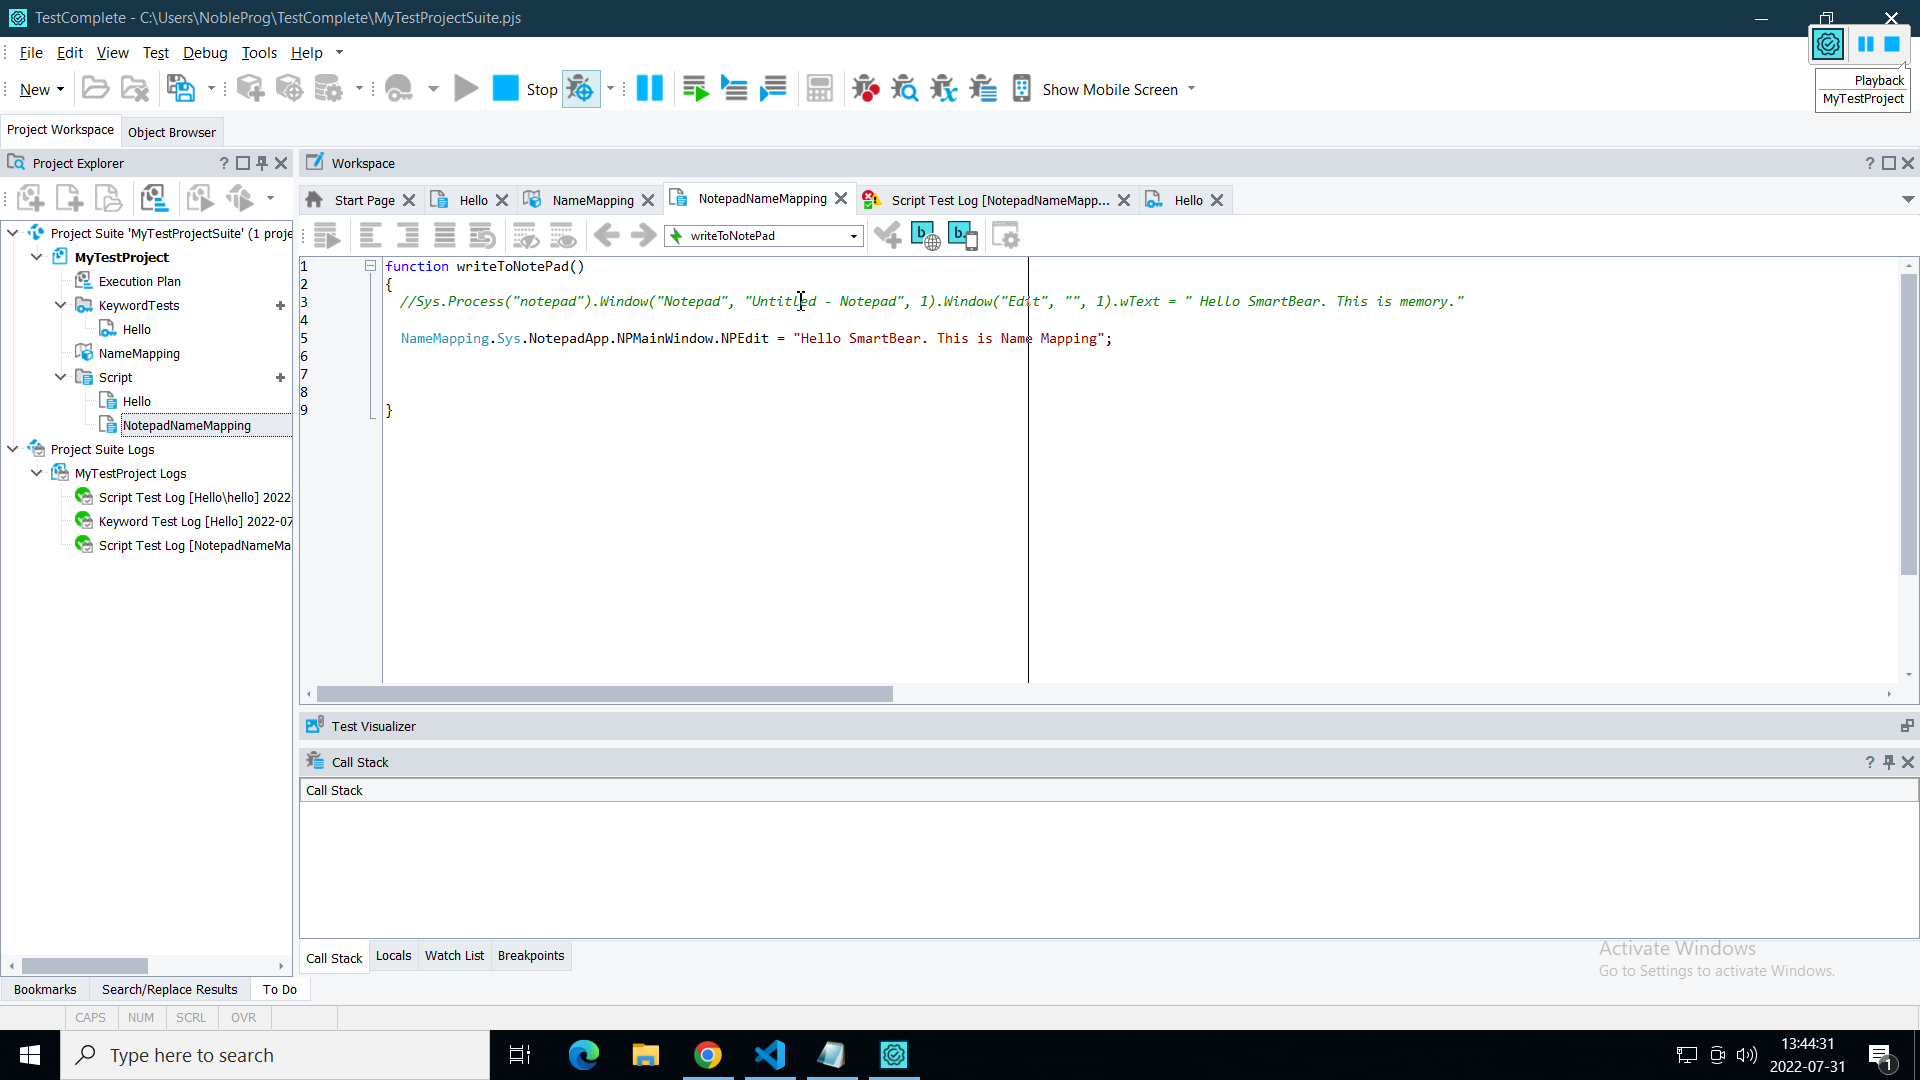 TestComplete - C:\Users\NobleProg\TestComplete\MyTestProjectSuite.pjs
File Edit View Test Debug Tools Help
New Stop Show Mobile Screen
Playback
MyTestProject
Project Workspace Object Browser
Project Explorer
Workspace
Start Page Hello NameMapping NotepadNameMapping Script Test Log [NotepadNameMapp... Hello
writeToNotePad
Project Suite 'MyTestProjectSuite' (1 proje
MyTestProject
Execution Plan
KeywordTests
Hello
NameMapping
Script
Hello
NotepadNameMapping
Project Suite Logs
MyTestProject Logs
Script Test Log [Hello\hello] 2022
Keyword Test Log [Hello] 2022-07
Script Test Log [NotepadNameMa
1 function writeToNotePad()
2 {
3 //Sys.Process("notepad").Window("Notepad", "Untitled - Notepad", 1).Window("Edit", "", 1).wText = " Hello SmartBear. This is memory."
4
5 NameMapping.Sys.NotepadApp.NPMainWindow.NPEdit = "Hello SmartBear. This is Name Mapping";
6
7
8
9 }
Test Visualizer
Call Stack
Call Stack
Call Stack Locals Watch List Breakpoints
Activate Windows
Go to Settings to activate Windows.
Bookmarks Search/Replace Results To Do
CAPS NUM SCRL OVR
Type here to search
13:44:31
2022-07-31
1